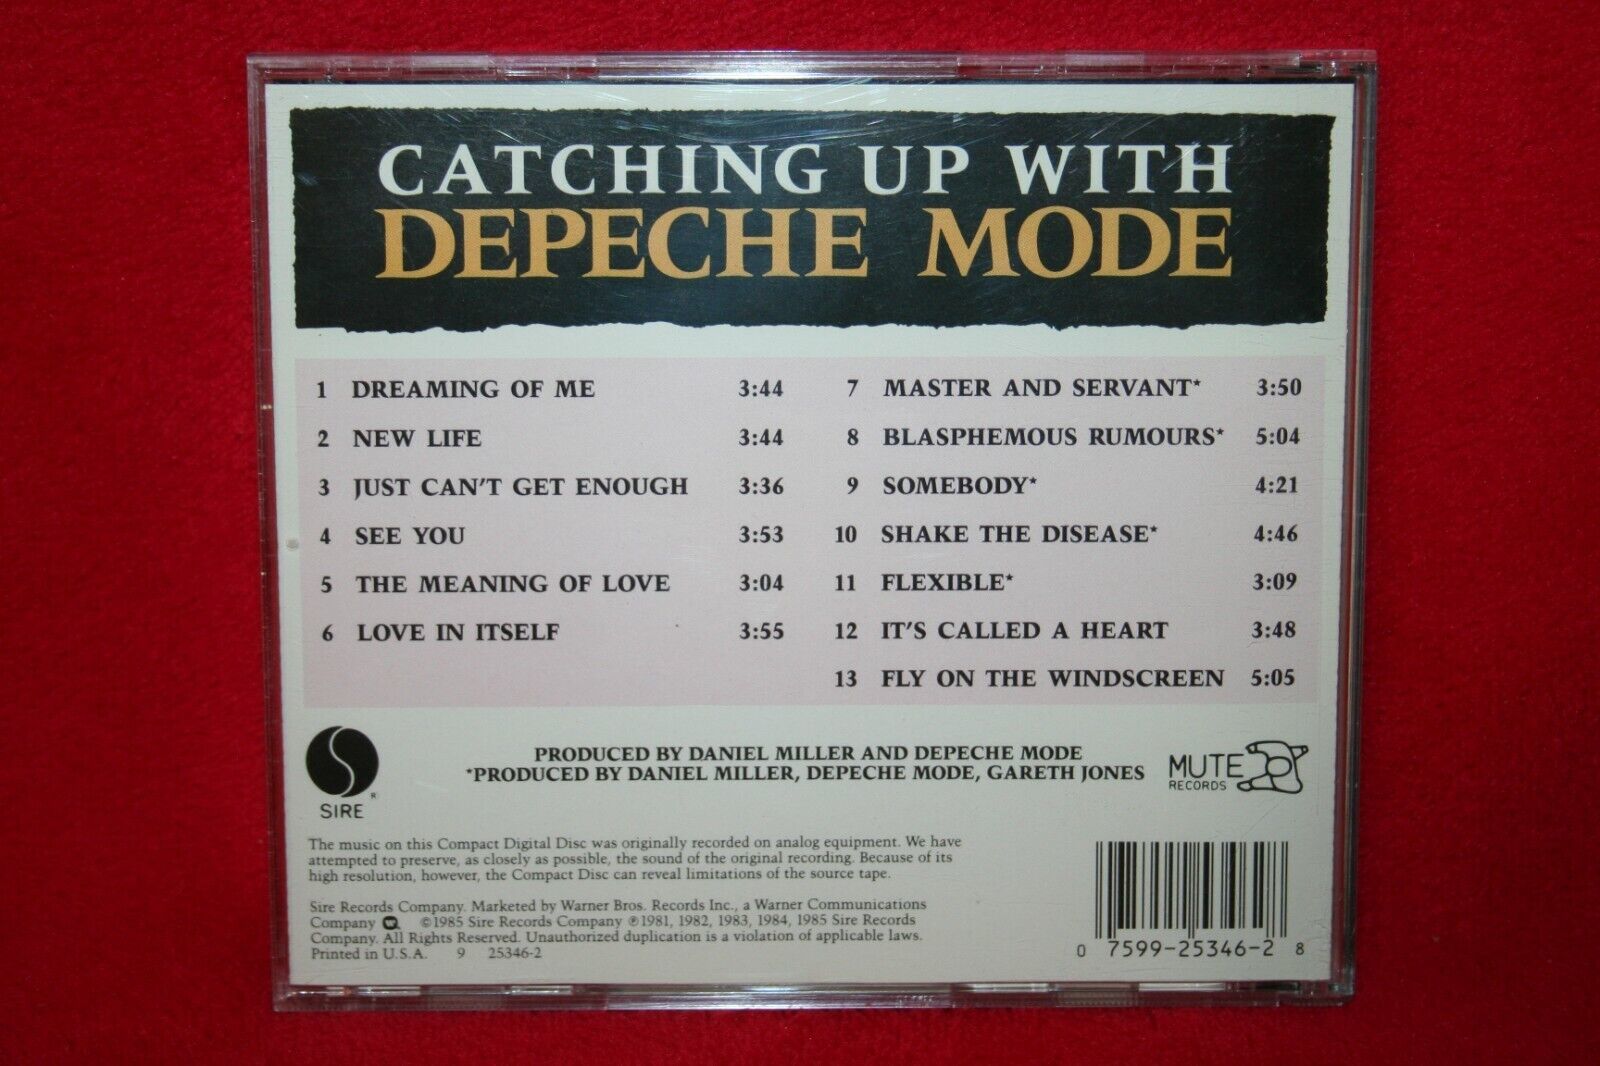 CATCHING UP WITH
DEPECHE MODE
1 DREAMING OF ME 3:44
2 NEW LIFE 3:44
3 JUST CAN'T GET ENOUGH 3:36
4 SEE YOU 3:53
5 THE MEANING OF LOVE 3:04
6 LOVE IN ITSELF 3:55
7 MASTER AND SERVANT* 3:50
8 BLASPHEMOUS RUMOURS* 5:04
9 SOMEBODY* 4:21
10 SHAKE THE DISEASE* 4:46
11 FLEXIBLE* 3:09
12 IT'S CALLED A HEART 3:48
13 FLY ON THE WINDSCREEN 5:05
SIRE ®
PRODUCED BY DANIEL MILLER AND DEPECHE MODE
*PRODUCED BY DANIEL MILLER, DEPECHE MODE, GARETH JONES
MUTE
RECORDS
The music on this Compact Digital Disc was originally recorded on analog equipment. We have
attempted to preserve, as closely as possible, the sound of the original recording. Because of its
high resolution, however, the Compact Disc can reveal limitations of the source tape.
Sire Records Company. Marketed by Warner Bros. Records Inc., a Warner Communications
Company ©1985 Sire Records Company ℗1981, 1982, 1983, 1984, 1985 Sire Records
Company. All Rights Reserved. Unauthorized duplication is a violation of applicable laws.
Printed in U.S.A. 9 25346-2
0 7599-25346-2 8